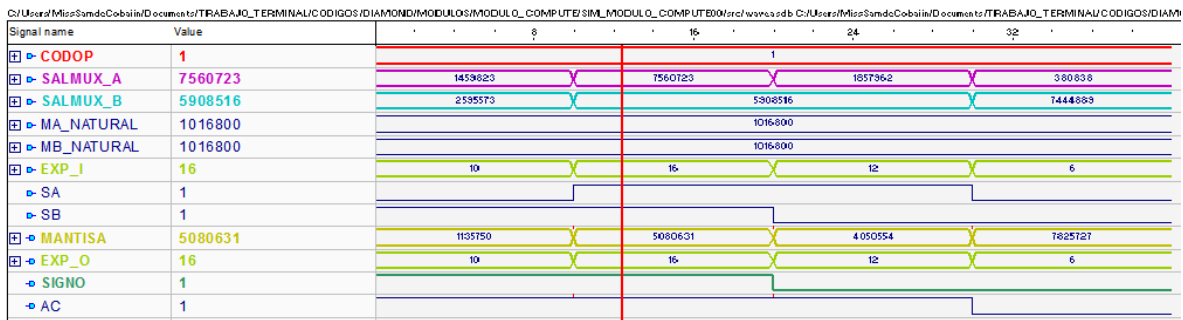 C:/Users/MissSamdeCobaiin/Documents/TRABAJO_TERMINAL/CODIGOS/DIAMOND/MODULOS/MODULO_COMPUTE/SIM_MODULO_COMPUTE00/src/wave.asdb C:/Users/MissSamdeCobaiin/Documents/TRABAJO_TERMINAL/CODIGOS/DIAM
Signal name Value 8 16 24 32
CODOP 1 1
SALMUX_A 7560723 1459823 7560723 1857962 380838
SALMUX_B 5908516 2595573 5908516 7444889
MA_NATURAL 1016800 1016800
MB_NATURAL 1016800 1016800
EXP_I 16 10 16 12 6
SA 1
SB 1
MANTISA 5080631 1135750 5080631 4050554 7825727
EXP_O 16 10 16 12 6
SIGNO 1
AC 1